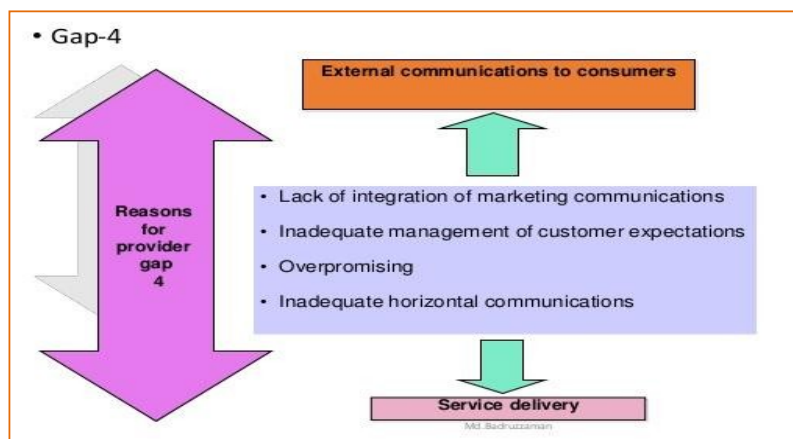 • Gap-4
External communications to consumers
Reasons
for
provider
gap
4
• Lack of integration of marketing communications
• Inadequate management of customer expectations
• Overpromising
• Inadequate horizontal communications
Service delivery
Md.Badruzzaman